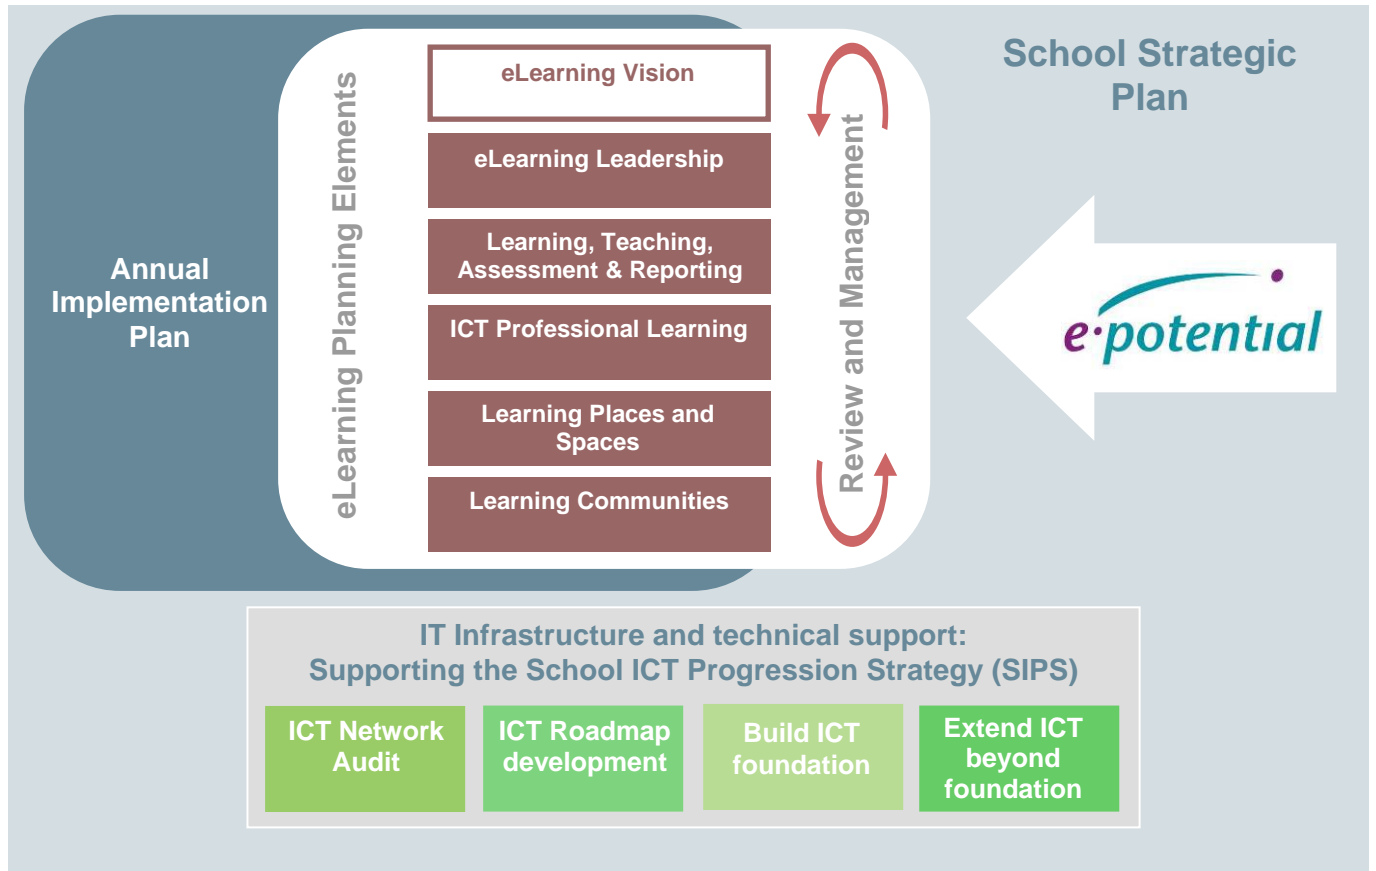 School Strategic
Plan
Annual
Implementation
Plan
eLearning Planning Elements
eLearning Vision
eLearning Leadership
Learning, Teaching,
Assessment & Reporting
ICT Professional Learning
Learning Places and
Spaces
Learning Communities
Review and Management
e·potential
IT Infrastructure and technical support:
Supporting the School ICT Progression Strategy (SIPS)
ICT Network
Audit
ICT Roadmap
development
Build ICT
foundation
Extend ICT
beyond
foundation